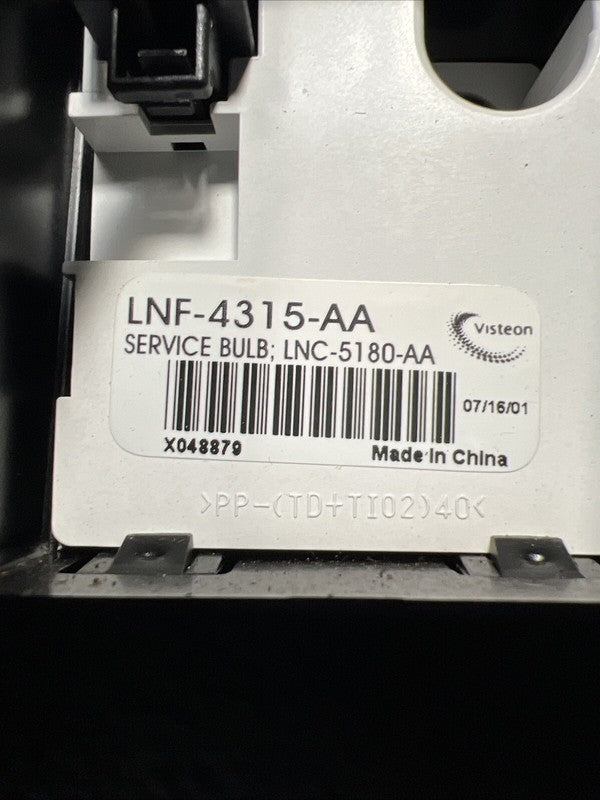 LNF-4315-AA
Visteon
SERVICE BULB; LNC-5180-AA
07/16/01
X048879
Made In China
>PP-(TD+TI02)40<